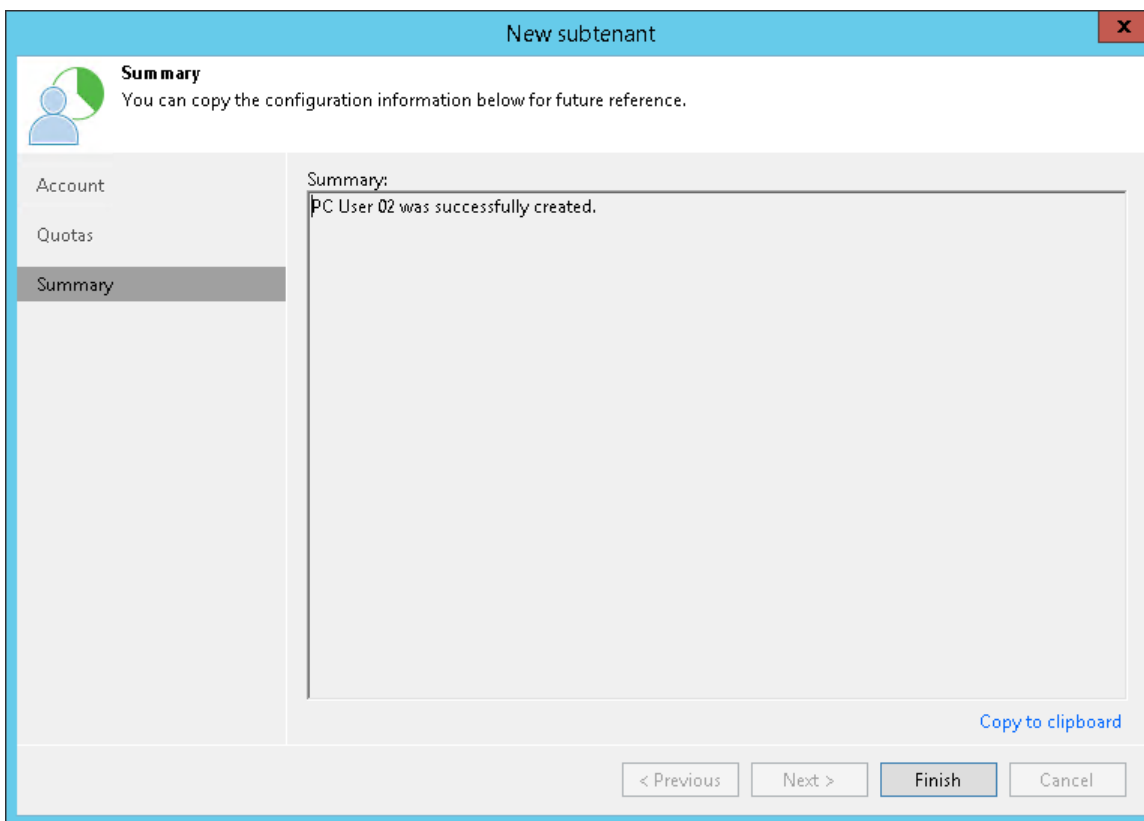 New subtenant
x
Summary
You can copy the configuration information below for future reference.
Account
Quotas
Summary
Summary:
PC User 02 was successfully created.
Copy to clipboard
< Previous
Next >
Finish
Cancel